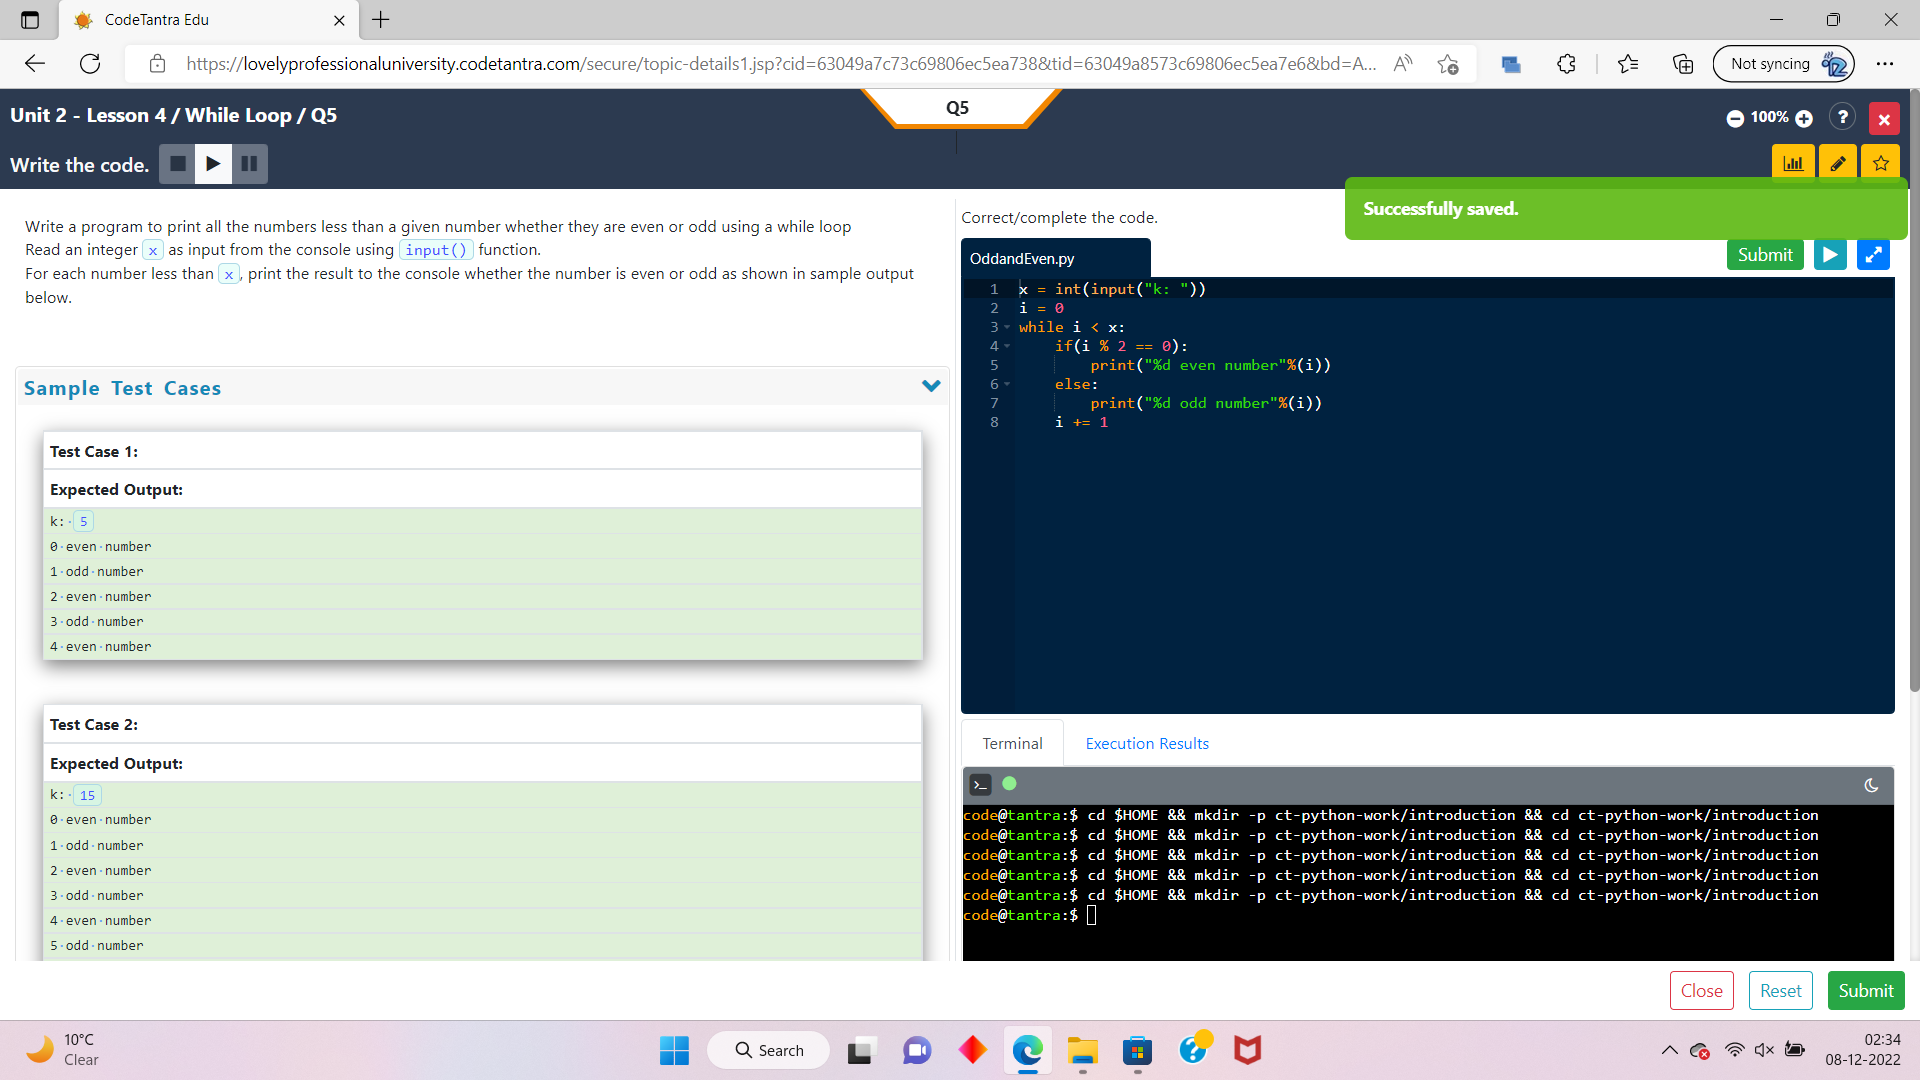 CodeTantra Edu
https://lovelyprofessionaluniversity.codetantra.com/secure/topic-details1.jsp?cid=63049a7c73c69806ec5ea738&tid=63049a8573c69806ec5ea7e6&bd=A...
Not syncing
Unit 2 - Lesson 4 / While Loop / Q5
Q5
100%
?
Write the code.
Successfully saved.
Write a program to print all the numbers less than a given number whether they are even or odd using a while loop
Read an integer x as input from the console using input() function.
For each number less than x, print the result to the console whether the number is even or odd as shown in sample output
below.
Sample Test Cases
Test Case 1:
Expected Output:
k:·5
0·even·number
1·odd·number
2·even·number
3·odd·number
4·even·number
Test Case 2:
Expected Output:
k:·15
0·even·number
1·odd·number
2·even·number
3·odd·number
4·even·number
5·odd·number
Correct/complete the code.
OddandEven.py
Submit
1 x = int(input("k: "))
2 i = 0
3 while i < x:
4     if(i % 2 == 0):
5         print("%d even number"%(i))
6     else:
7         print("%d odd number"%(i))
8     i += 1
Terminal
Execution Results
code@tantra:$ cd $HOME && mkdir -p ct-python-work/introduction && cd ct-python-work/introduction
code@tantra:$ cd $HOME && mkdir -p ct-python-work/introduction && cd ct-python-work/introduction
code@tantra:$ cd $HOME && mkdir -p ct-python-work/introduction && cd ct-python-work/introduction
code@tantra:$ cd $HOME && mkdir -p ct-python-work/introduction && cd ct-python-work/introduction
code@tantra:$ cd $HOME && mkdir -p ct-python-work/introduction && cd ct-python-work/introduction
code@tantra:$
Close
Reset
Submit
10°C
Clear
Search
02:34
08-12-2022